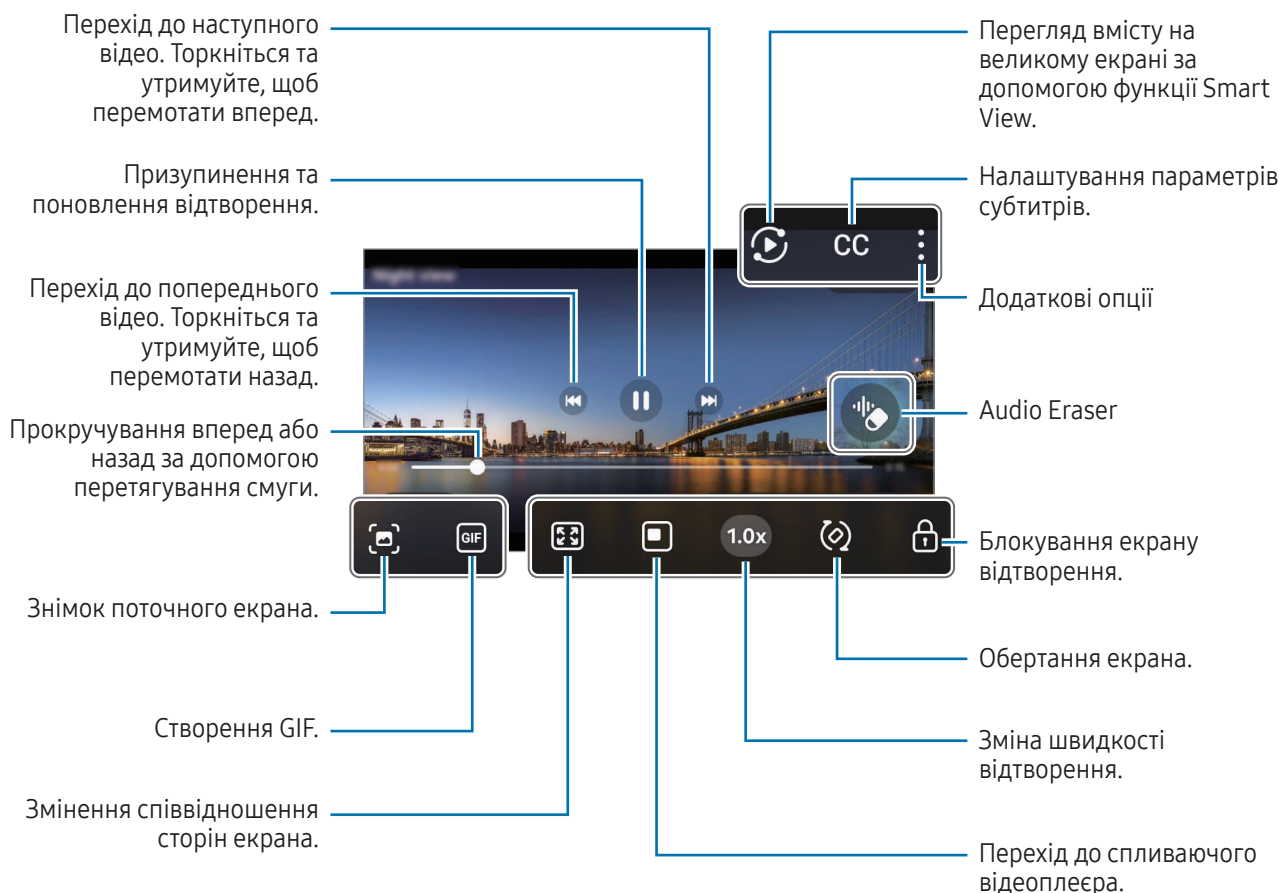 Перехід до наступного
відео. Торкніться та
утримуйте, щоб
перемотати вперед.
Призупинення та
поновлення відтворення.
Перехід до попереднього
відео. Торкніться та
утримуйте, щоб
перемотати назад.
Прокручування вперед або
назад за допомогою
перетягування смуги.
Знімок поточного екрана.
Створення GIF.
Змінення співвідношення
сторін екрана.
Перегляд вмісту на
великому екрані за
допомогою функції Smart
View.
Налаштування параметрів
субтитрів.
Додаткові опції
Audio Eraser
Блокування екрану
відтворення.
Обертання екрана.
Зміна швидкості
відтворення.
Перехід до спливаючого
відеоплеєра.
CC
Night view
GIF
1.0x